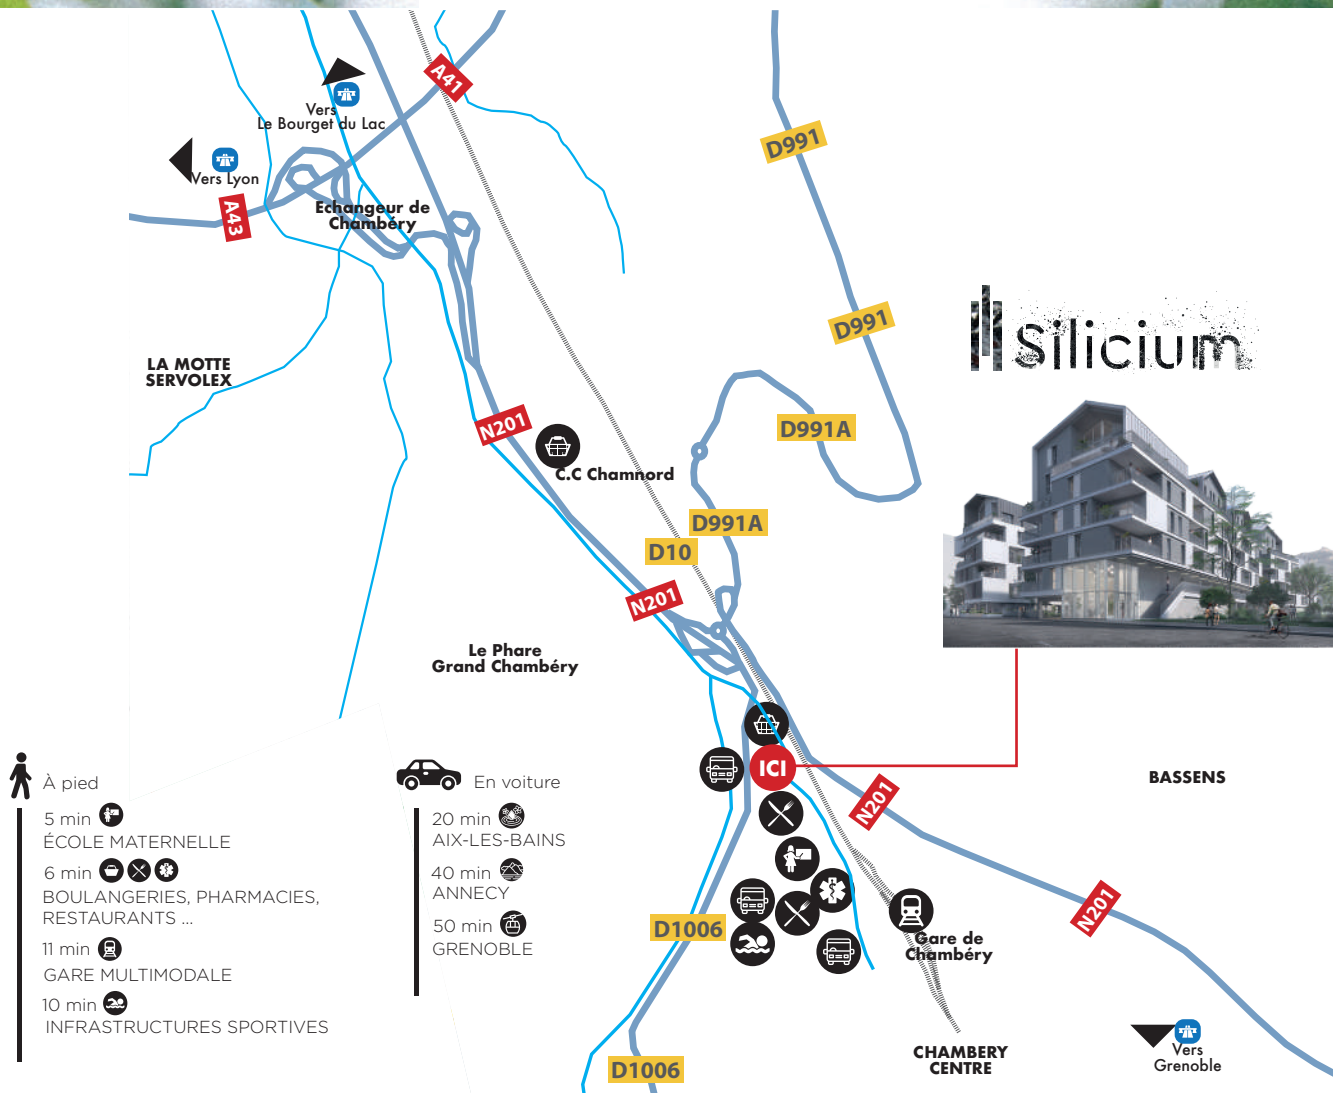 A41
Vers
Le Bourget du Lac
Vers Lyon
A43
Echangeur de
Chambéry
D991
D991
Silicium
LA MOTTE
SERVOLEX
N201
C.C Chamnord
D991A
D991A
D10
N201
Le Phare
Grand Chambéry
ICI
N201
BASSENS
N201
D1006
Gare de
Chambéry
CHAMBERY
CENTRE
Vers
Grenoble
D1006
À pied
5 min
ÉCOLE MATERNELLE
6 min
BOULANGERIES, PHARMACIES,
RESTAURANTS ...
11 min
GARE MULTIMODALE
10 min
INFRASTRUCTURES SPORTIVES
En voiture
20 min
AIX-LES-BAINS
40 min
ANNECY
50 min
GRENOBLE